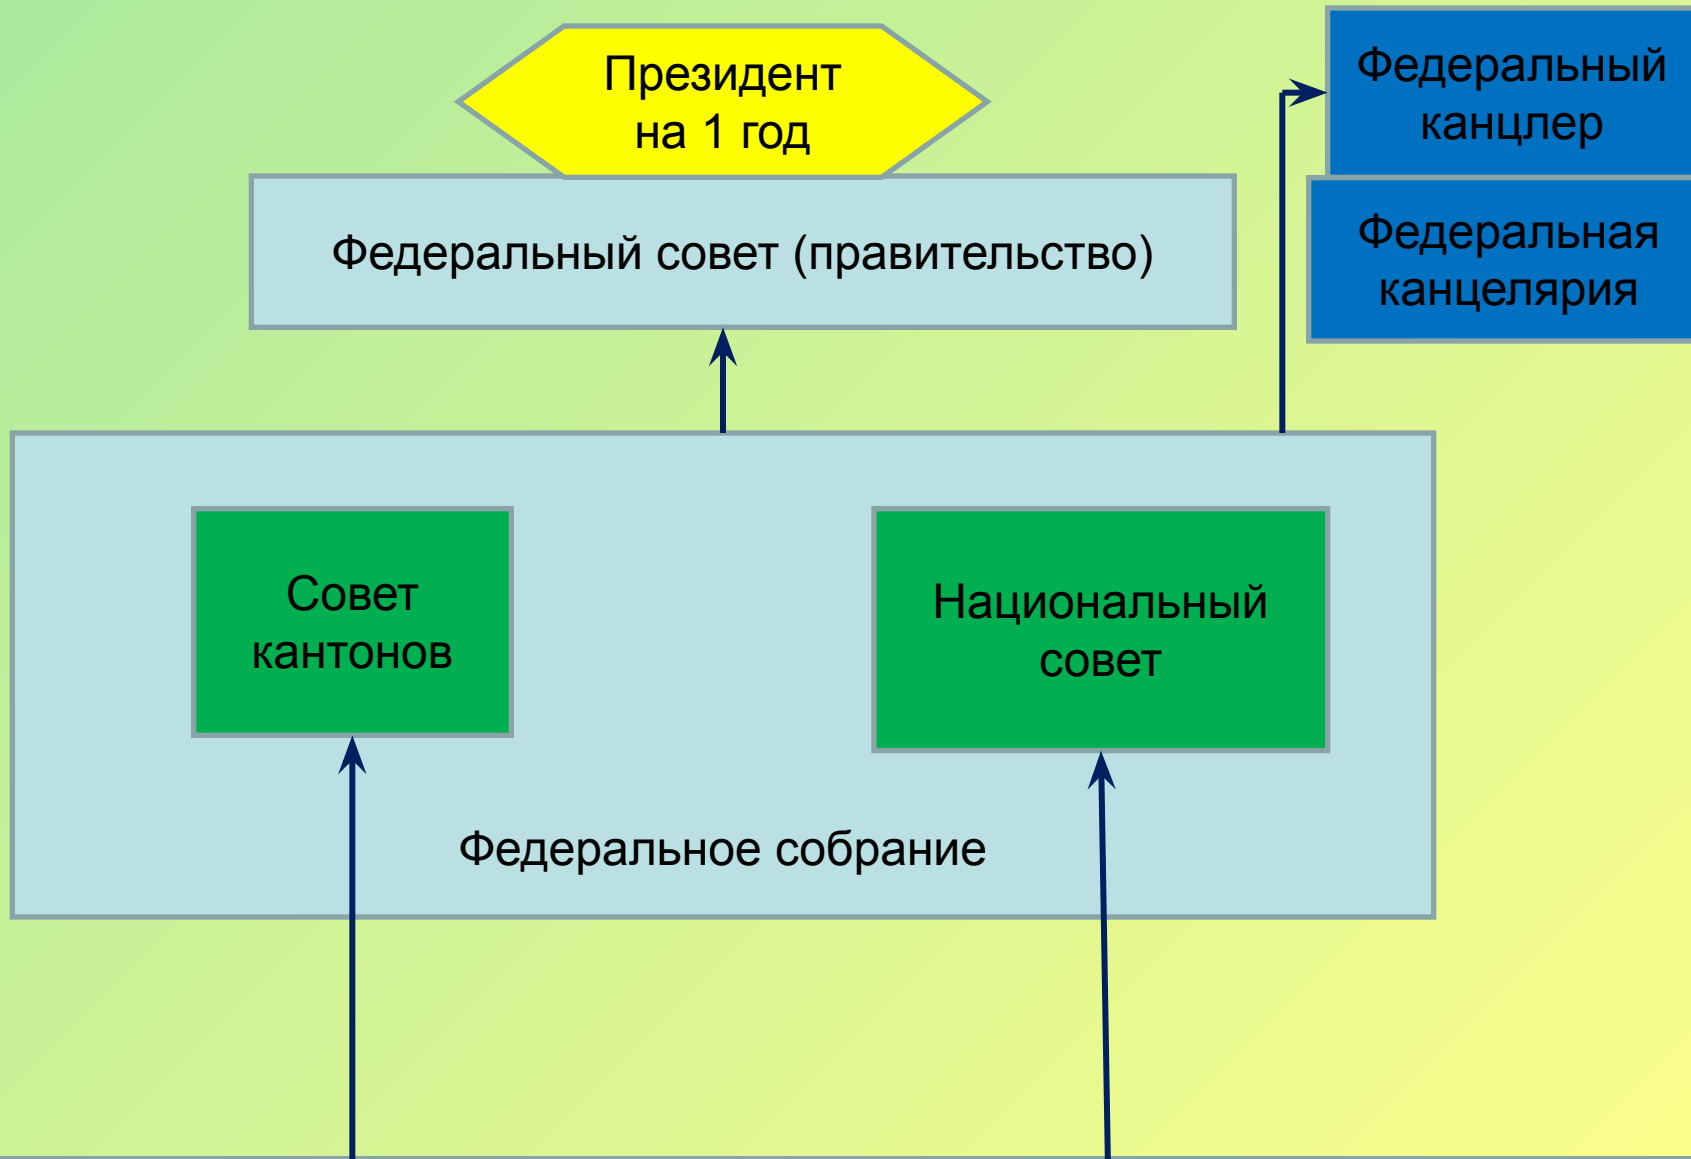 Президент
на 1 год
Федеральный
канцлер
Федеральный совет (правительство)
Федеральная
канцелярия
Совет
кантонов
Национальный
совет
Федеральное собрание